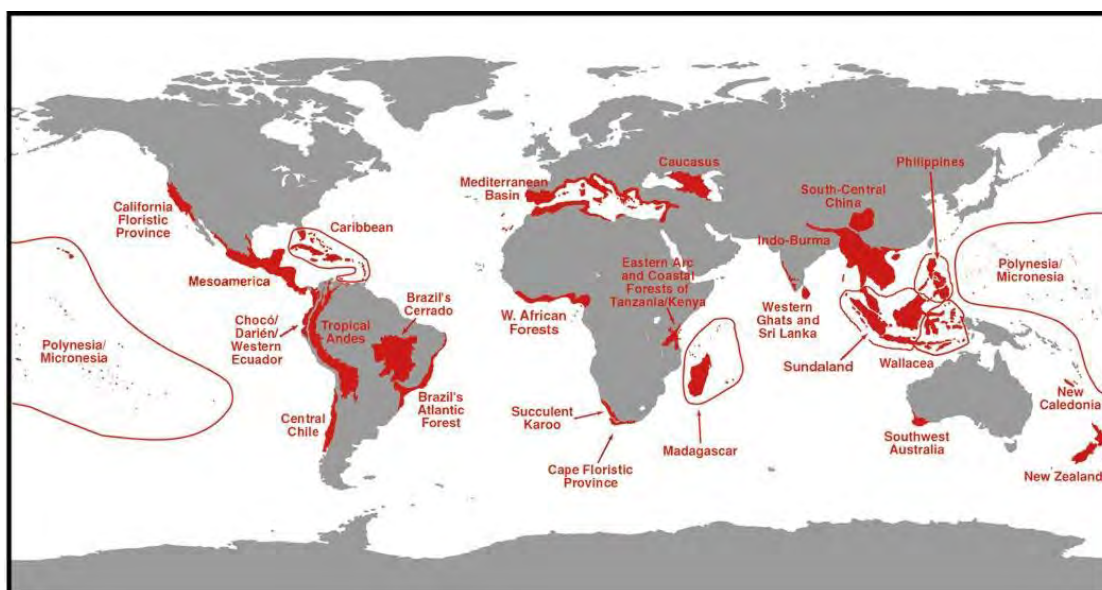 California
Floristic
Province
Mesoamerica
Caribbean
Polynesia/
Micronesia
Chocó/
Darién/
Western
Ecuador
Tropical
Andes
Brazil's
Cerrado
Brazil's
Atlantic
Forest
Central
Chile
Mediterranean
Basin
Caucasus
W. African
Forests
Eastern Arc
and Coastal
Forests of
Tanzania/Kenya
Succulent
Karoo
Cape Floristic
Province
Madagascar
South-Central
China
Indo-Burma
Western
Ghats and
Sri Lanka
Philippines
Sundaland
Wallacea
Polynesia/
Micronesia
Southwest
Australia
New
Caledonia
New Zealand